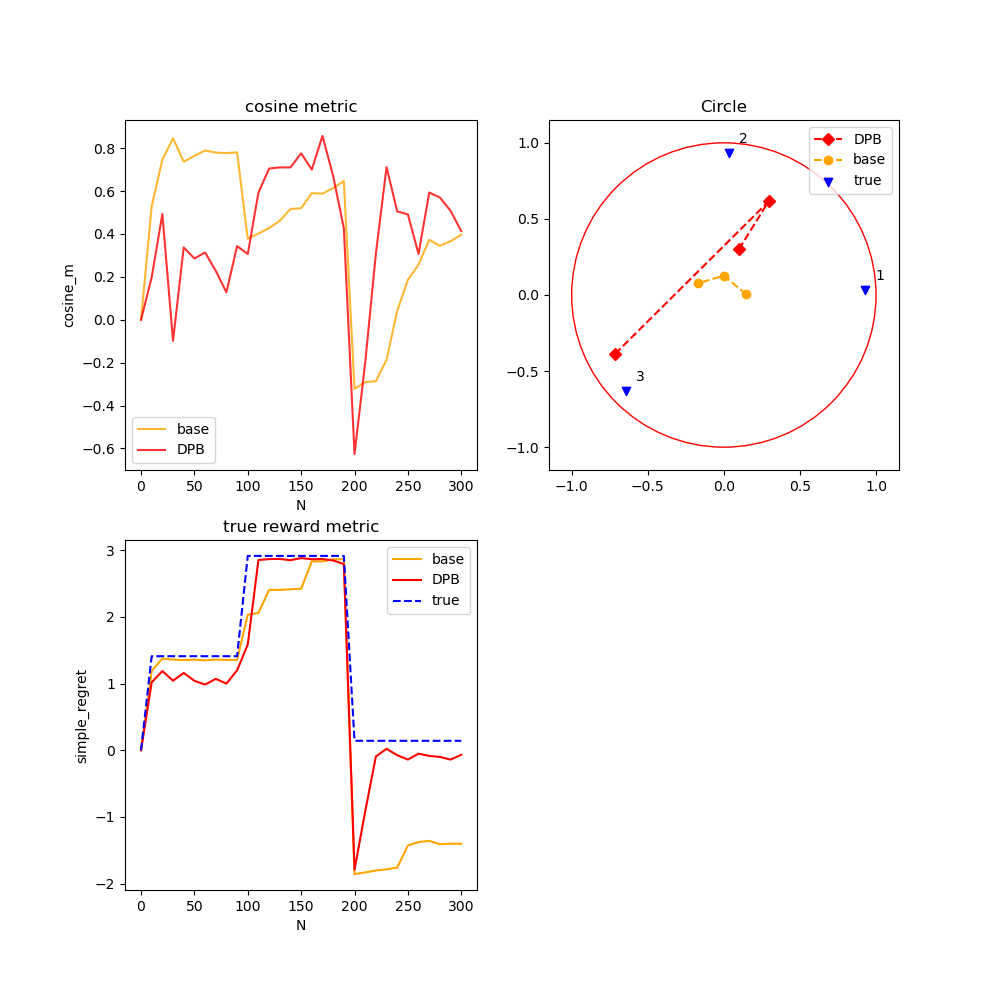 cosine metric
cosine_m
0.8
0.6
0.4
0.2
0.0
−0.2
−0.4
−0.6
base
DPB
0 50 100 150 200 250 300
N
Circle
1.0
0.5
0.0
−0.5
−1.0
DPB
base
true
2
1
3
−1.0 −0.5 0.0 0.5 1.0
true reward metric
simple_regret
3
2
1
0
−1
−2
base
DPB
true
0 50 100 150 200 250 300
N